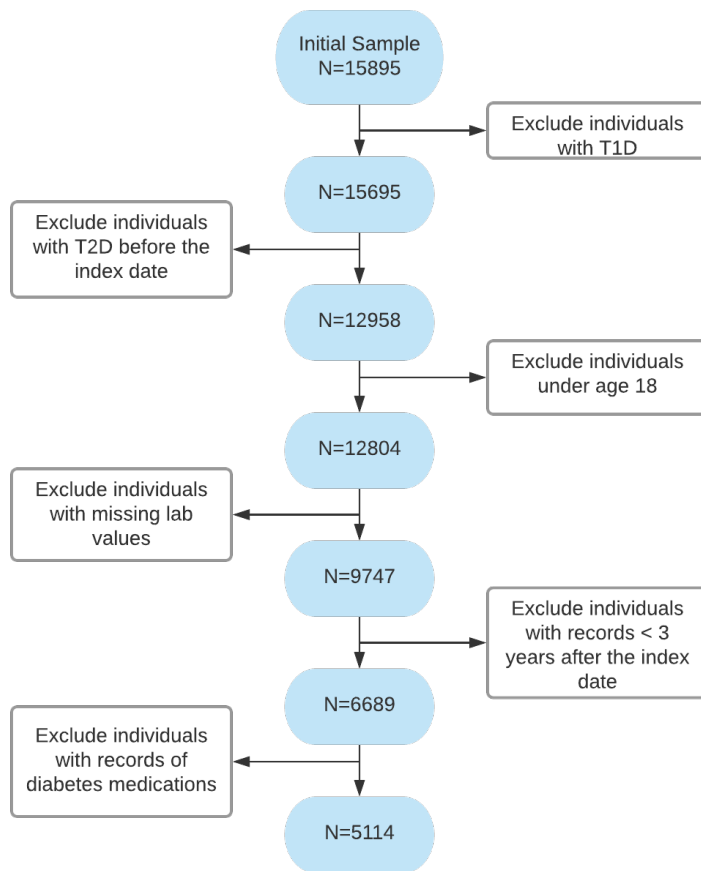 Initial Sample
N=15895
Exclude individuals
with T1D
N=15695
Exclude individuals
with T2D before the
index date
N=12958
Exclude individuals
under age 18
N=12804
Exclude individuals
with missing lab
values
N=9747
Exclude individuals
with records < 3
years after the index
date
N=6689
Exclude individuals
with records of
diabetes medications
N=5114